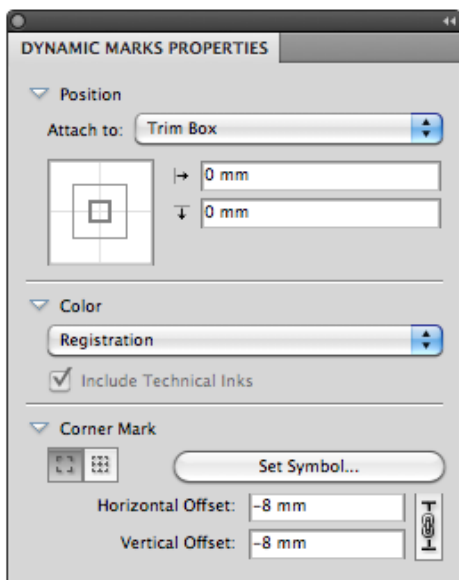 DYNAMIC MARKS PROPERTIES
Position
Attach to: Trim Box
0 mm
0 mm
Color
Registration
Include Technical Inks
Corner Mark
Set Symbol...
Horizontal Offset: -8 mm
Vertical Offset: -8 mm